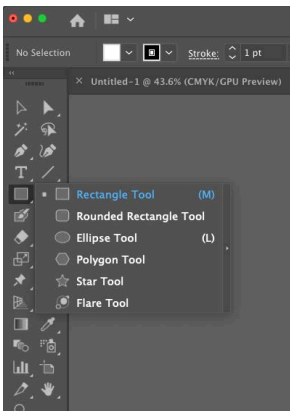 No Selection Stroke: 1 pt
× Untitled-1 @ 43.6% (CMYK/GPU Preview)
Rectangle Tool (M)
Rounded Rectangle Tool
Ellipse Tool (L)
Polygon Tool
Star Tool
Flare Tool